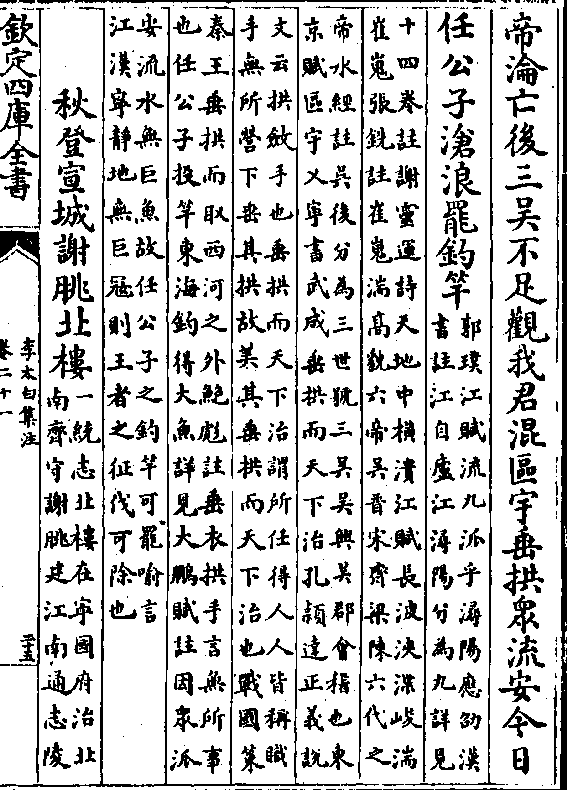 帝淪亡後三吳不足觀我君混區宇垂拱衆流安今日
任公子滄浪罷釣竿
郭璞江賦流九派乎潯陽應劭漢
書註江自廬江潯陽分為九詳見
十四卷註謝靈運詩天地中横潰江賦長波浹渫峻湍
崔嵬張銑註崔嵬湍髙貌六帝吳晉宋齊梁陳六代之
帝水經註吳後分為三世號三吳吳興吳郡會稽也東
京賦區宇乂寧書武成垂拱而天下治孔頴達正義說
文云拱斂手也垂拱而天下治謂所任得人人皆稱職
手無所營下垂其拱故美其垂拱而天下治也戰國策
秦王垂拱而取西河之外鮑彪註垂衣拱手言無所事
也任公子投竿東海釣得大魚詳見大鵬賦註因衆派
安流水無巨魚故任公子之釣竿可罷喻言
江漢寧静地無巨冦則王者之征伐可除也
秋登宣城謝朓北樓
一統志北樓在寧國府治北
南齊守謝朓建江南通志陵
欽定四庫全書
李太白集注
卷二十一